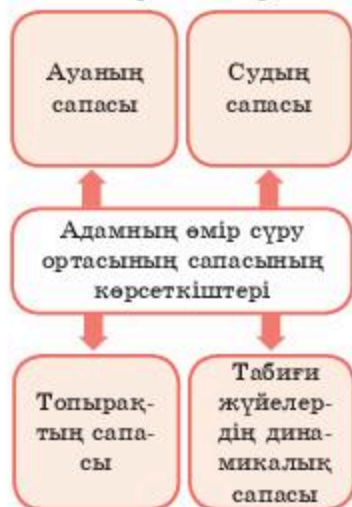 Ауаның
сапасы
Судың
сапасы
Адамның өмір сүру
ортасының сапасының
көрсеткіштері
Топырақ-
тың сапа-
сы
Табиғи
жүйелер-
дің дина-
микалық
сапасы